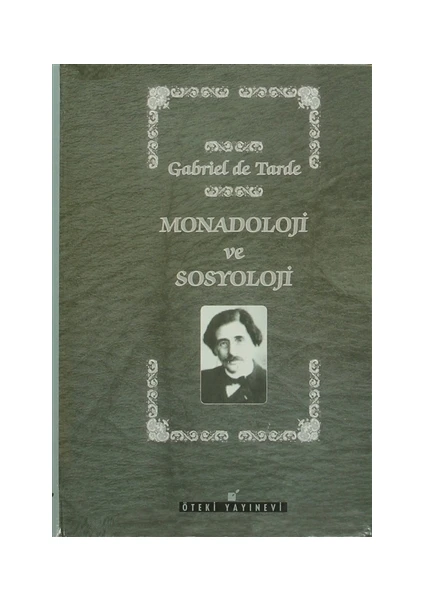 Gabriel de Tarde
MONADOLOJİ
ve
SOSYOLOJİ
ÖTEKİ YAYINEVİ